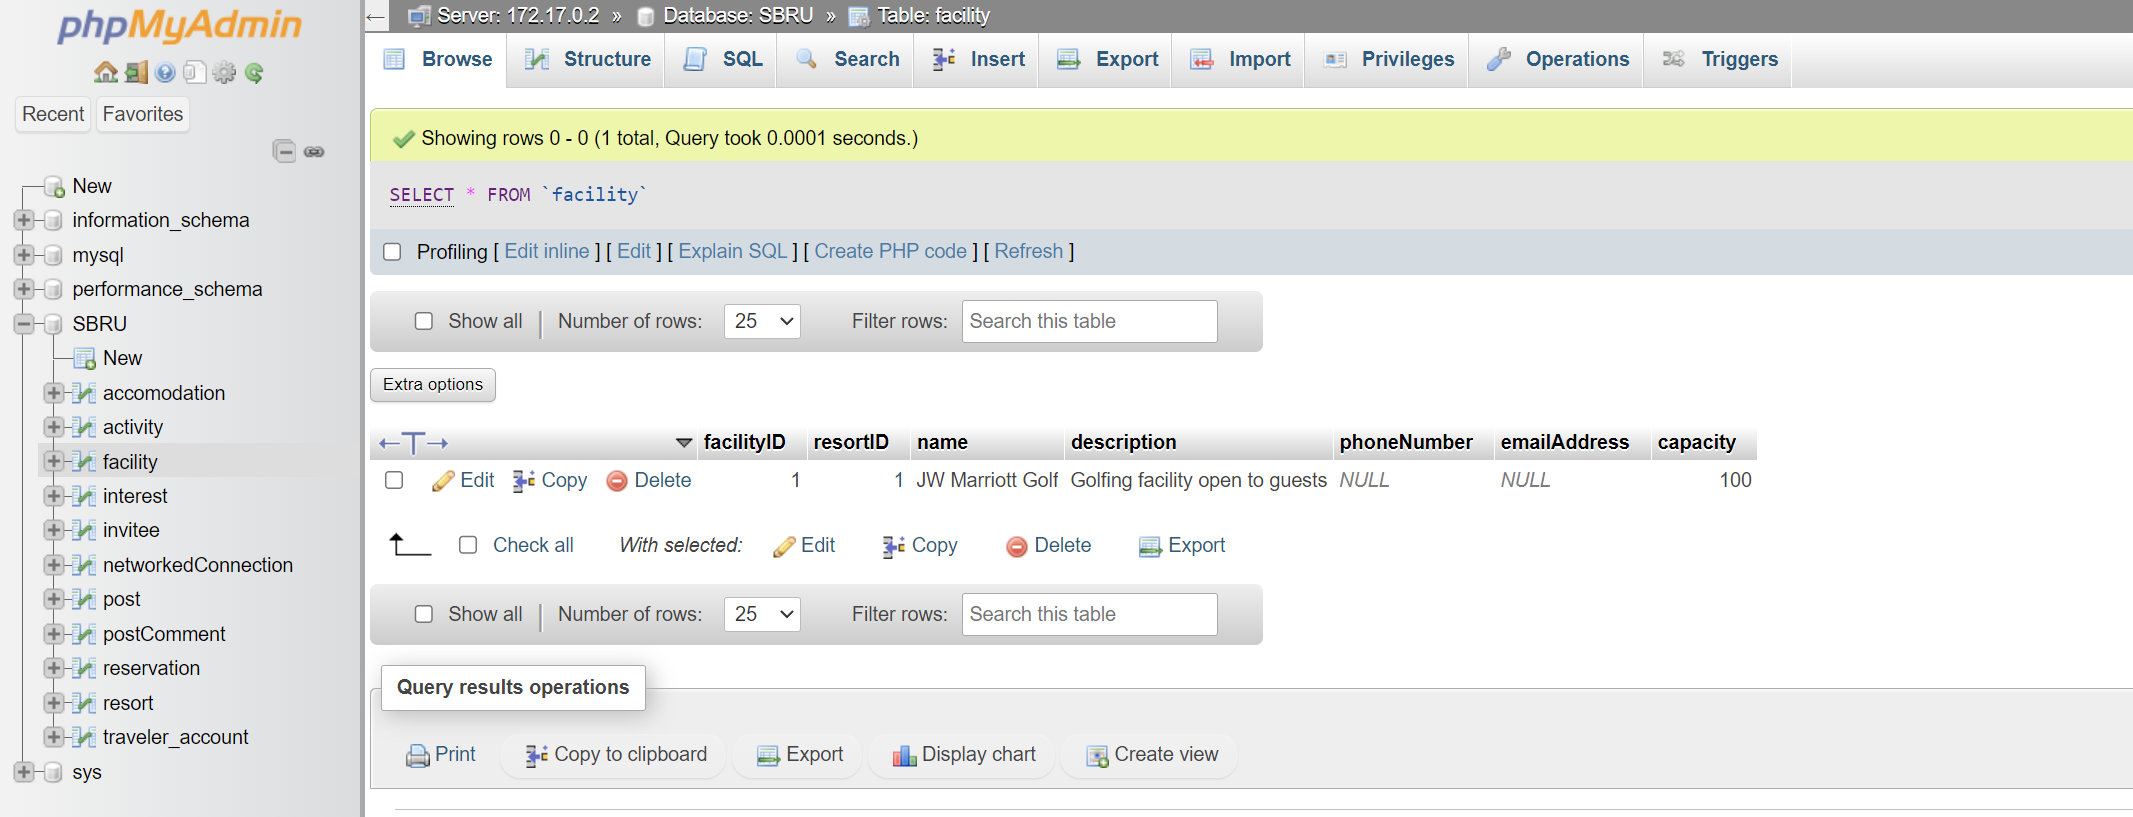 phpMyAdmin
Recent Favorites
New
information_schema
mysql
performance_schema
SBRU
New
accomodation
activity
facility
interest
invitee
networkedConnection
post
postComment
reservation
resort
traveler_account
sys
Server: 172.17.0.2 » Database: SBRU » Table: facility
Browse Structure SQL Search Insert Export Import Privileges Operations Triggers
Showing rows 0 - 0 (1 total, Query took 0.0001 seconds.)
SELECT * FROM `facility`
Profiling [ Edit inline ] [ Edit ] [ Explain SQL ] [ Create PHP code ] [ Refresh ]
Show all | Number of rows: 25 Filter rows: Search this table
Extra options
←T→ facilityID resortID name description phoneNumber emailAddress capacity
Edit Copy Delete 1 1 JW Marriott Golf Golfing facility open to guests NULL NULL 100
Check all With selected: Edit Copy Delete Export
Show all | Number of rows: 25 Filter rows: Search this table
Query results operations
Print Copy to clipboard Export Display chart Create view